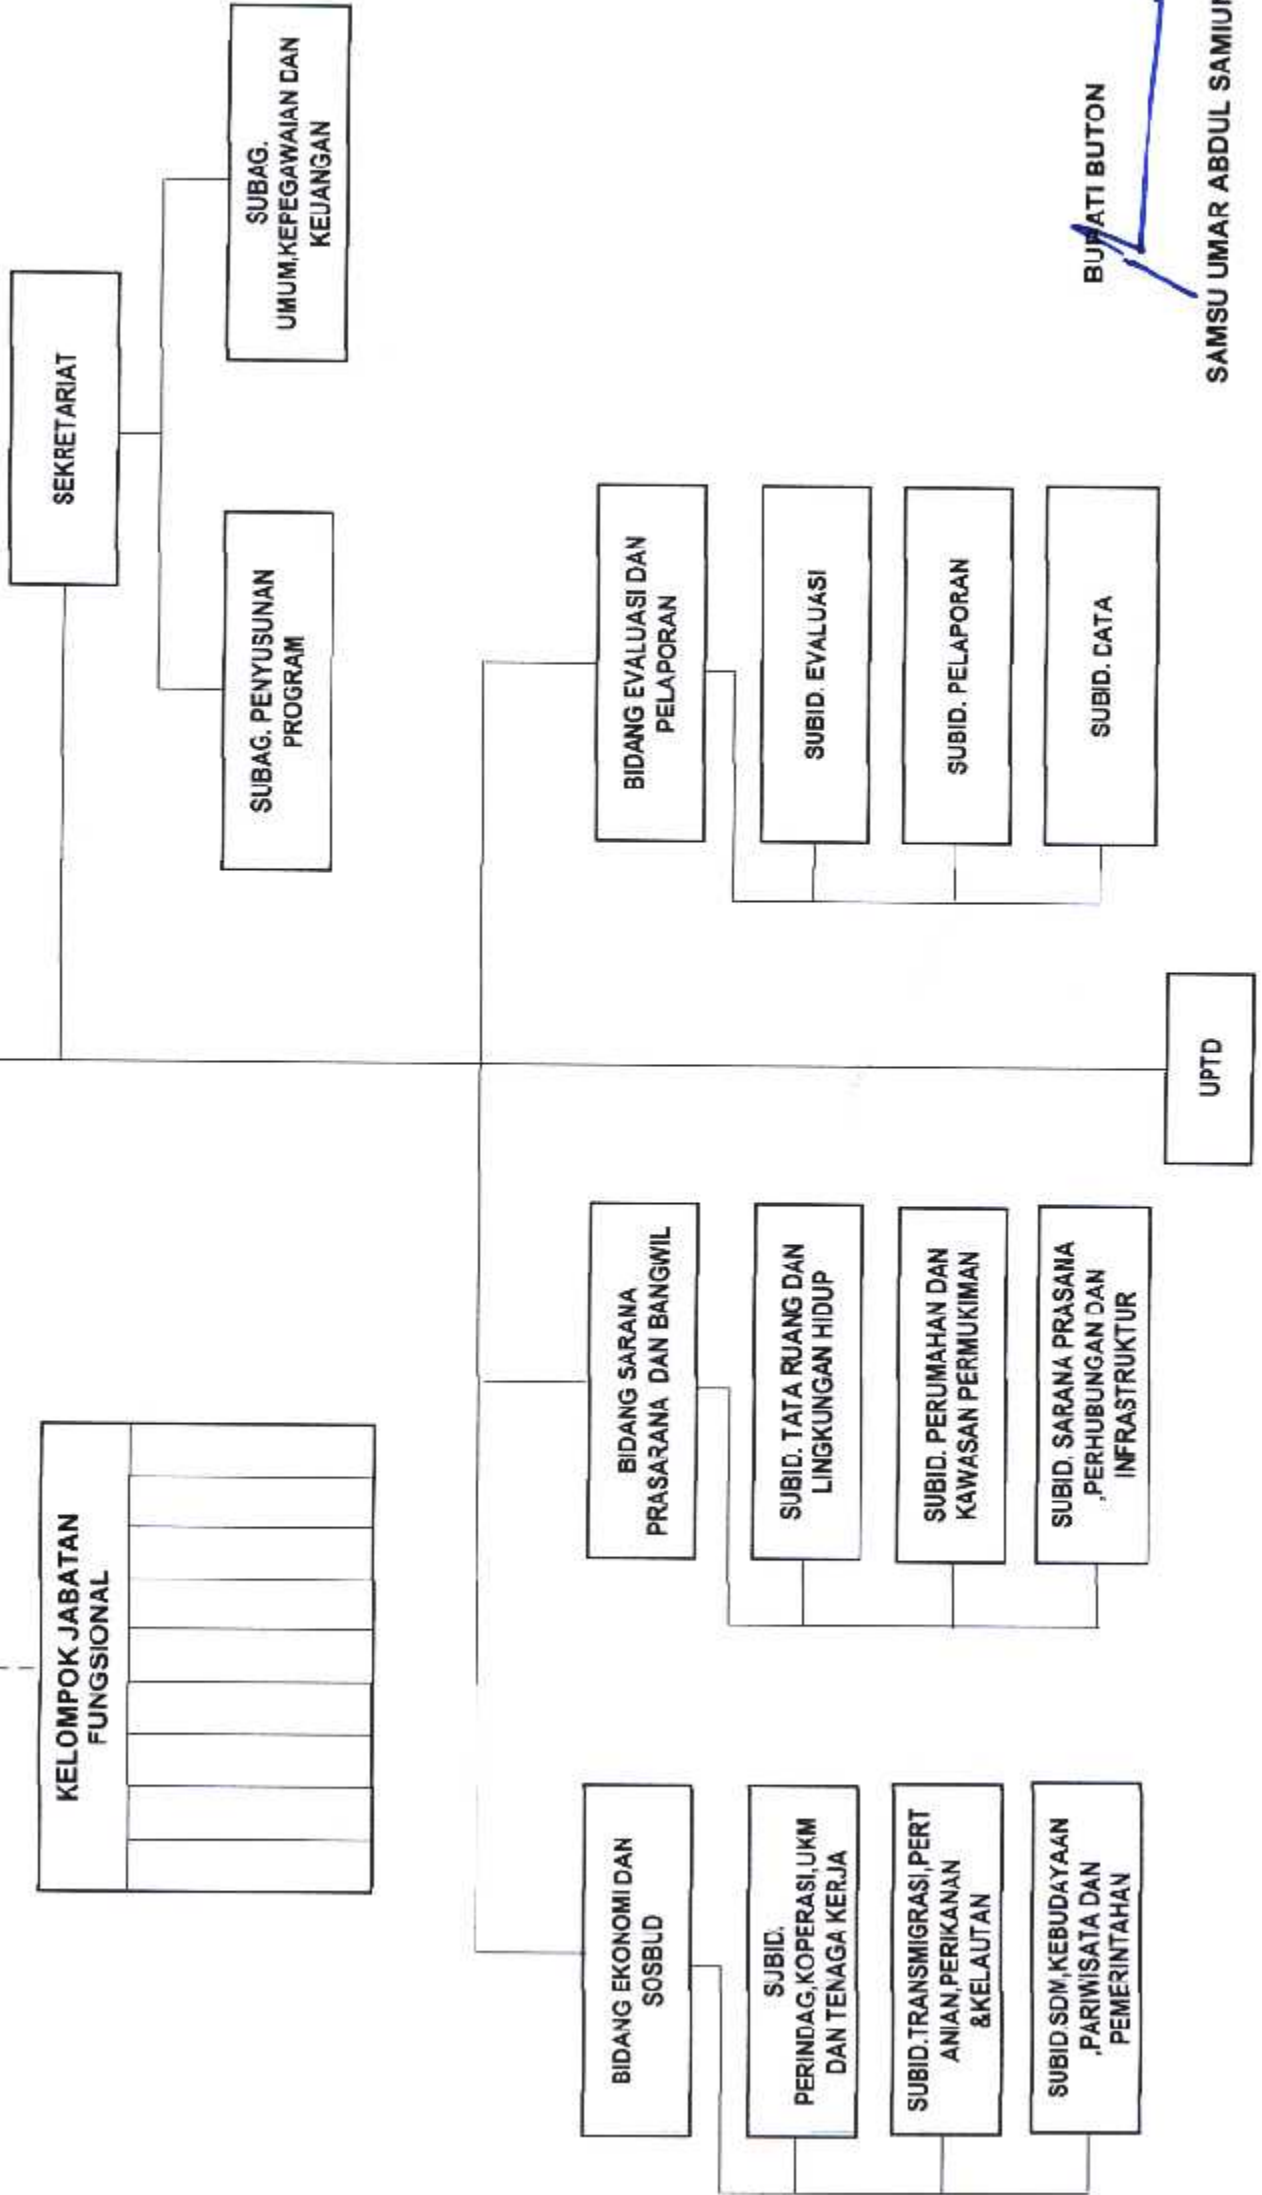 SEKRETARIAT
KELOMPOK JABATAN
FUNGSIONAL
SUBAG. PENYUSUNAN
PROGRAM
SUBAG.
UMUM,KEPEGAWAIAN DAN
KEUANGAN
BIDANG EKONOMI DAN
SOSBUD
SUBID.
PERINDAG,KOPERASI,UKM
DAN TENAGA KERJA
SUBID.TRANSMIGRASI,PERT
ANIAN,PERIKANAN
&KELAUTAN
SUBID.SDM,KEBUDAYAAN
,PARIWISATA DAN
PEMERINTAHAN
BIDANG SARANA
PRASARANA DAN BANGWIL
SUBID. TATA RUANG DAN
LINGKUNGAN HIDUP
SUBID. PERUMAHAN DAN
KAWASAN PERMUKIMAN
SUBID. SARANA PRASANA
,PERHUBUNGAN DAN
INFRASTRUKTUR
BIDANG EVALUASI DAN
PELAPORAN
SUBID. EVALUASI
SUBID. PELAPORAN
SUBID. DATA
UPTD
BUPATI BUTON
SAMSU UMAR ABDUL SAMIUN